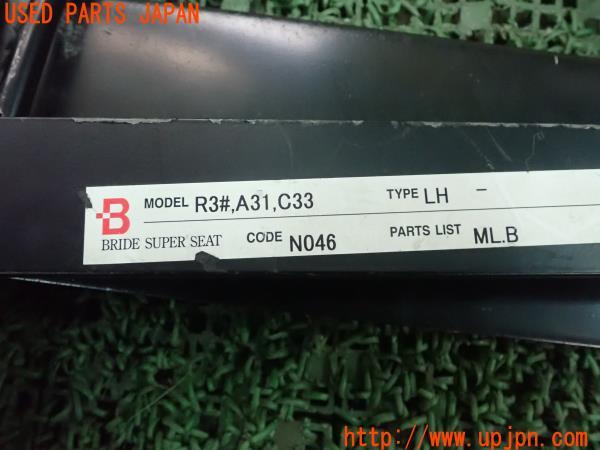 USED PARTS JAPAN
B MODEL R3#,A31,C33 TYPE LH -
BRIDE SUPER SEAT CODE N046 PARTS LIST ML.B
http://www.upjpn.com/